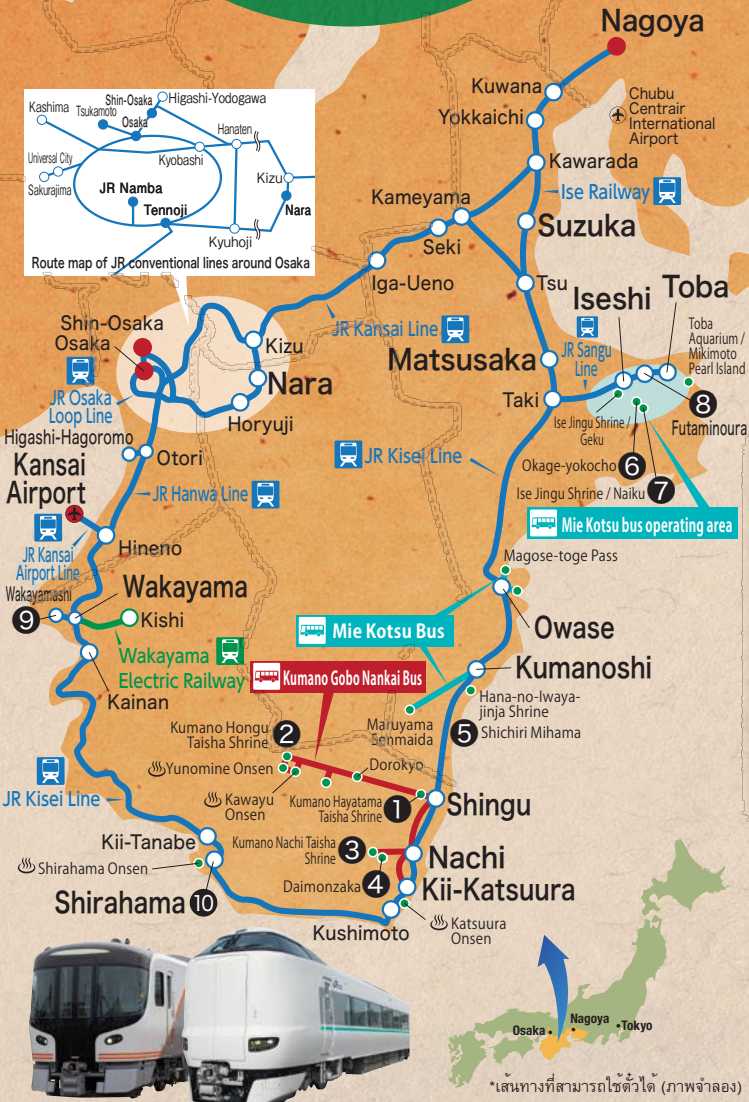 Nagoya
Kuwana
Yokkaichi
Chubu
Centrair
International
Airport
Kawarada
Ise Railway
Kameyama
Seki
Suzuka
Iga-Ueno
Tsu
Kashima
Tsukamoto
Shin-Osaka
Higashi-Yodogawa
Osaka
Hanaten
Universal City
Kyobashi
Sakurajima
JR Namba
Kizu
Tennoji
Nara
Kyuhoji
Route map of JR conventional lines around Osaka
JR Kansai Line
Iseshi
Toba
Toba
Aquarium /
Mikimoto
Pearl Island
Matsusaka
JR Sangu
Line
Taki
Ise Jingu Shrine /
Geku
8
Futaminoura
Okage-yokocho 6
Ise Jingu Shrine / Naiku 7
Mie Kotsu bus operating area
Shin-Osaka
Osaka
Kizu
Nara
JR Osaka
Loop Line
Horyuji
Higashi-Hagoromo
Otori
JR Kisei Line
Kansai
Airport
JR Hanwa Line
JR Kansai
Airport Line
Hineno
Magose-toge Pass
Wakayamashi
9
Wakayama
Kishi
Owase
Mie Kotsu Bus
Wakayama
Electric Railway
Kumano Gobo Nankai Bus
Kumanoshi
Kainan
Hana-no-Iwaya-
jinja Shrine
Maruyama
Senmaida
5 Shichiri Mihama
Kumano Hongu
Taisha Shrine
2
Yunomine Onsen
Dorokyo
Kawayu
Onsen
Kumano Hayatama
Taisha Shrine
1
Shingu
JR Kisei Line
Kii-Tanabe
Kumano Nachi Taisha
Shrine
3
Nachi
Shirahama Onsen
Daimonzaka 4
Kii-Katsuura
Shirahama 10
Katsuura
Onsen
Kushimoto
Osaka
Nagoya
Tokyo
*เส้นทางที่สามารถใช้ตั๋วได้ (ภาพจำลอง)